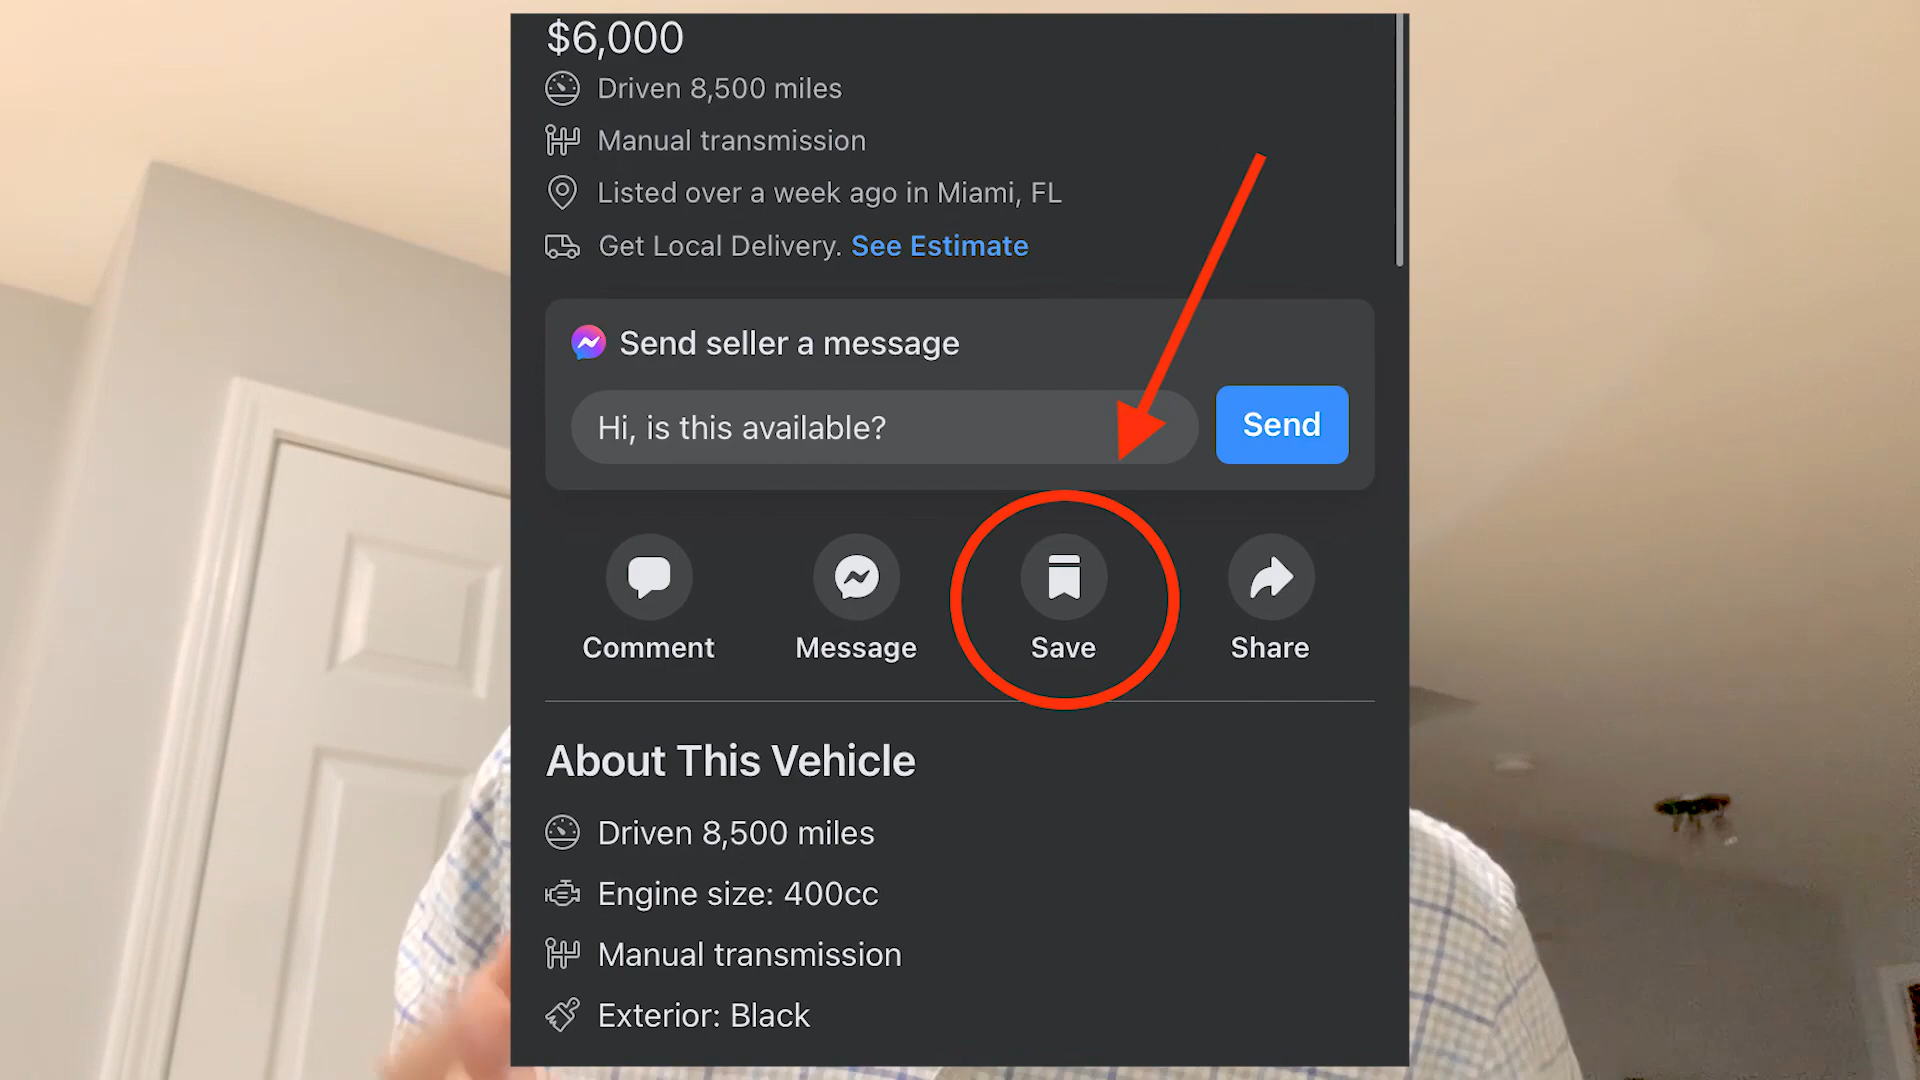 $6,000
Driven 8,500 miles
Manual transmission
Listed over a week ago in Miami, FL
Get Local Delivery. See Estimate
Send seller a message
Hi, is this available?
Send
Comment
Message
Save
Share
About This Vehicle
Driven 8,500 miles
Engine size: 400cc
Manual transmission
Exterior: Black